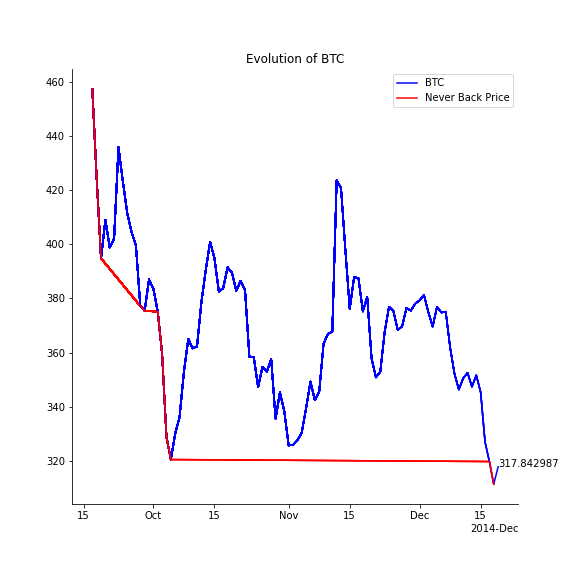 Evolution of BTC
BTC
Never Back Price
460
440
420
400
380
360
340
320
317.842987
15
Oct
15
Nov
15
Dec
15
2014-Dec